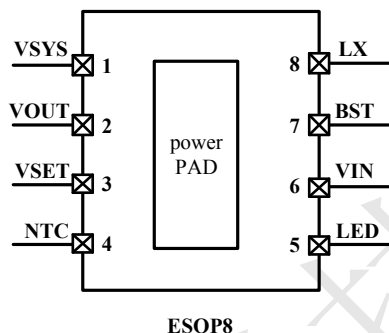 VSYS 1 8 LX
VOUT 2 7 BST
power
PAD
VSET 3 6 VIN
NTC 4 5 LED
ESOP8